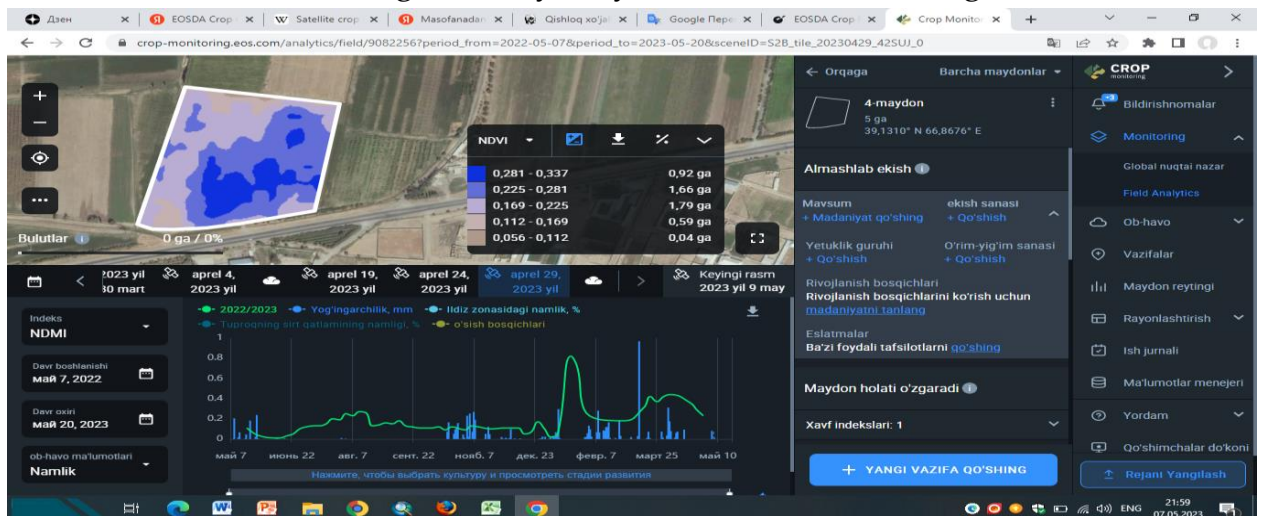 Дзен
EOSDA Crop
Satellite crop
Masofanadan
Qishloq xo'jal
Google Пере
EOSDA Crop
Crop Monito
crop-monitoring.eos.com/analytics/field/9082256?period_from=2022-05-07&period_to=2023-05-20&sceneID=S2B_tile_20230429_42SUJ_0
NDVI
0,281 - 0,337 0,92 ga
0,225 - 0,281 1,66 ga
0,169 - 0,225 1,79 ga
0,112 - 0,169 0,59 ga
0,056 - 0,112 0,04 ga
Bulutlar 0 ga / 0%
2023 yil
30 mart
aprel 4,
2023 yil
aprel 19,
2023 yil
aprel 24,
2023 yil
aprel 29,
2023 yil
Keyingi rasm
2023 yil 9 may
Indeks
NDMI
Davr boshlanishi
май 7, 2022
Davr oxiri
май 20, 2023
ob-havo ma'lumotlari
Namlik
2022/2023 Yog'ingarchilik, mm Ildiz zonasidagi namlik, %
Tuproqning sirt qatlamining namligi, % o'sish bosqichlari
1
0.8
0.6
0.4
0.2
0
май 7 июнь 22 авг. 7 сент. 22 нояб. 7 дек. 23 февр. 7 март 25 май 10
Нажмите, чтобы выбрать культуру и просмотреть стадии развития
Orqaga Barcha maydonlar
4-maydon
5 ga
39,1310° N 66,8676° E
Almashlab ekish
Mavsum ekish sanasi
+ Madaniyat qo'shing + Qo'shish
Yetuklik guruhi O'rim-yig'im sanasi
+ Qo'shish + Qo'shish
Rivojlanish bosqichlari
Rivojlanish bosqichlarini ko'rish uchun
madaniyatni tanlang
Eslatmalar
Ba'zi foydali tafsilotlarni qo'shing
Maydon holati o'zgaradi
Xavf indekslari: 1
+ YANGI VAZIFA QO'SHING
CROP
monitoring
+3
Bildirishnomalar
Monitoring
Global nuqtai nazar
Field Analytics
Ob-havo
Vazifalar
Maydon reytingi
Rayonlashtirish
Ish jurnali
Ma'lumotlar menejeri
Yordam
Qo'shimchalar do'koni
Rejani Yangilash
ENG
21:59
07.05.2023